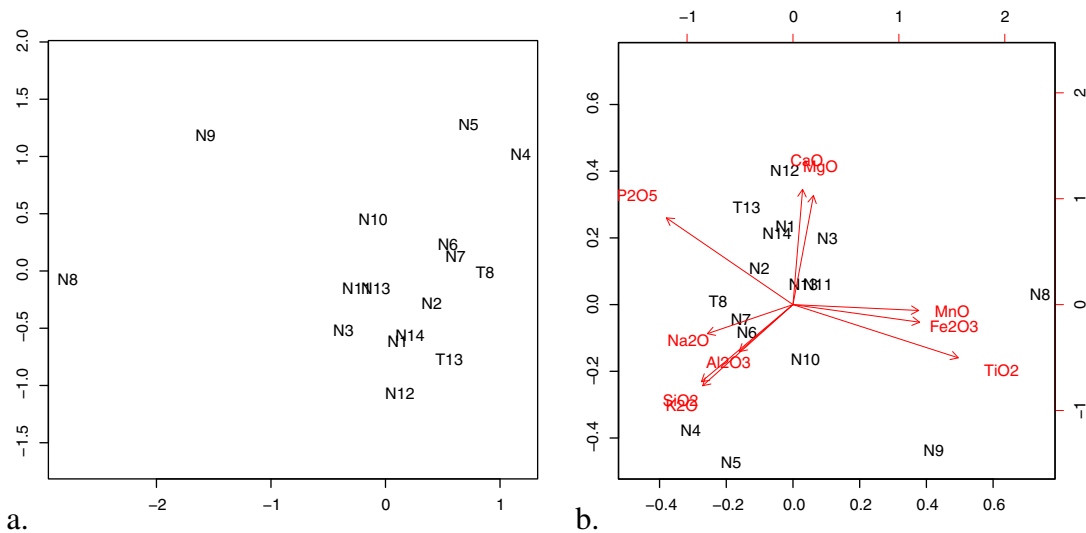 −1 0 1 2
2.0
1.5
1.0
0.5
0.0
−0.5
−1.0
−1.5
N5
N4
N9
N10
N6
N7
T8
N8
N11 N13
N2
N3
N14
N1
T13
N12
−2 −1 0 1
a.
0.6
0.4
0.2
0.0
−0.2
−0.4
2
1
0
−1
CaO
MgO
N12
P2O5
T13
N1
N14
N3
N2
N13 N11
N8
T8
MnO
N7
Fe2O3
N6
Na2O
Al2O3
N10
TiO2
SiO2
K2O
N4
N9
N5
−0.4 −0.2 0.0 0.2 0.4 0.6
b.